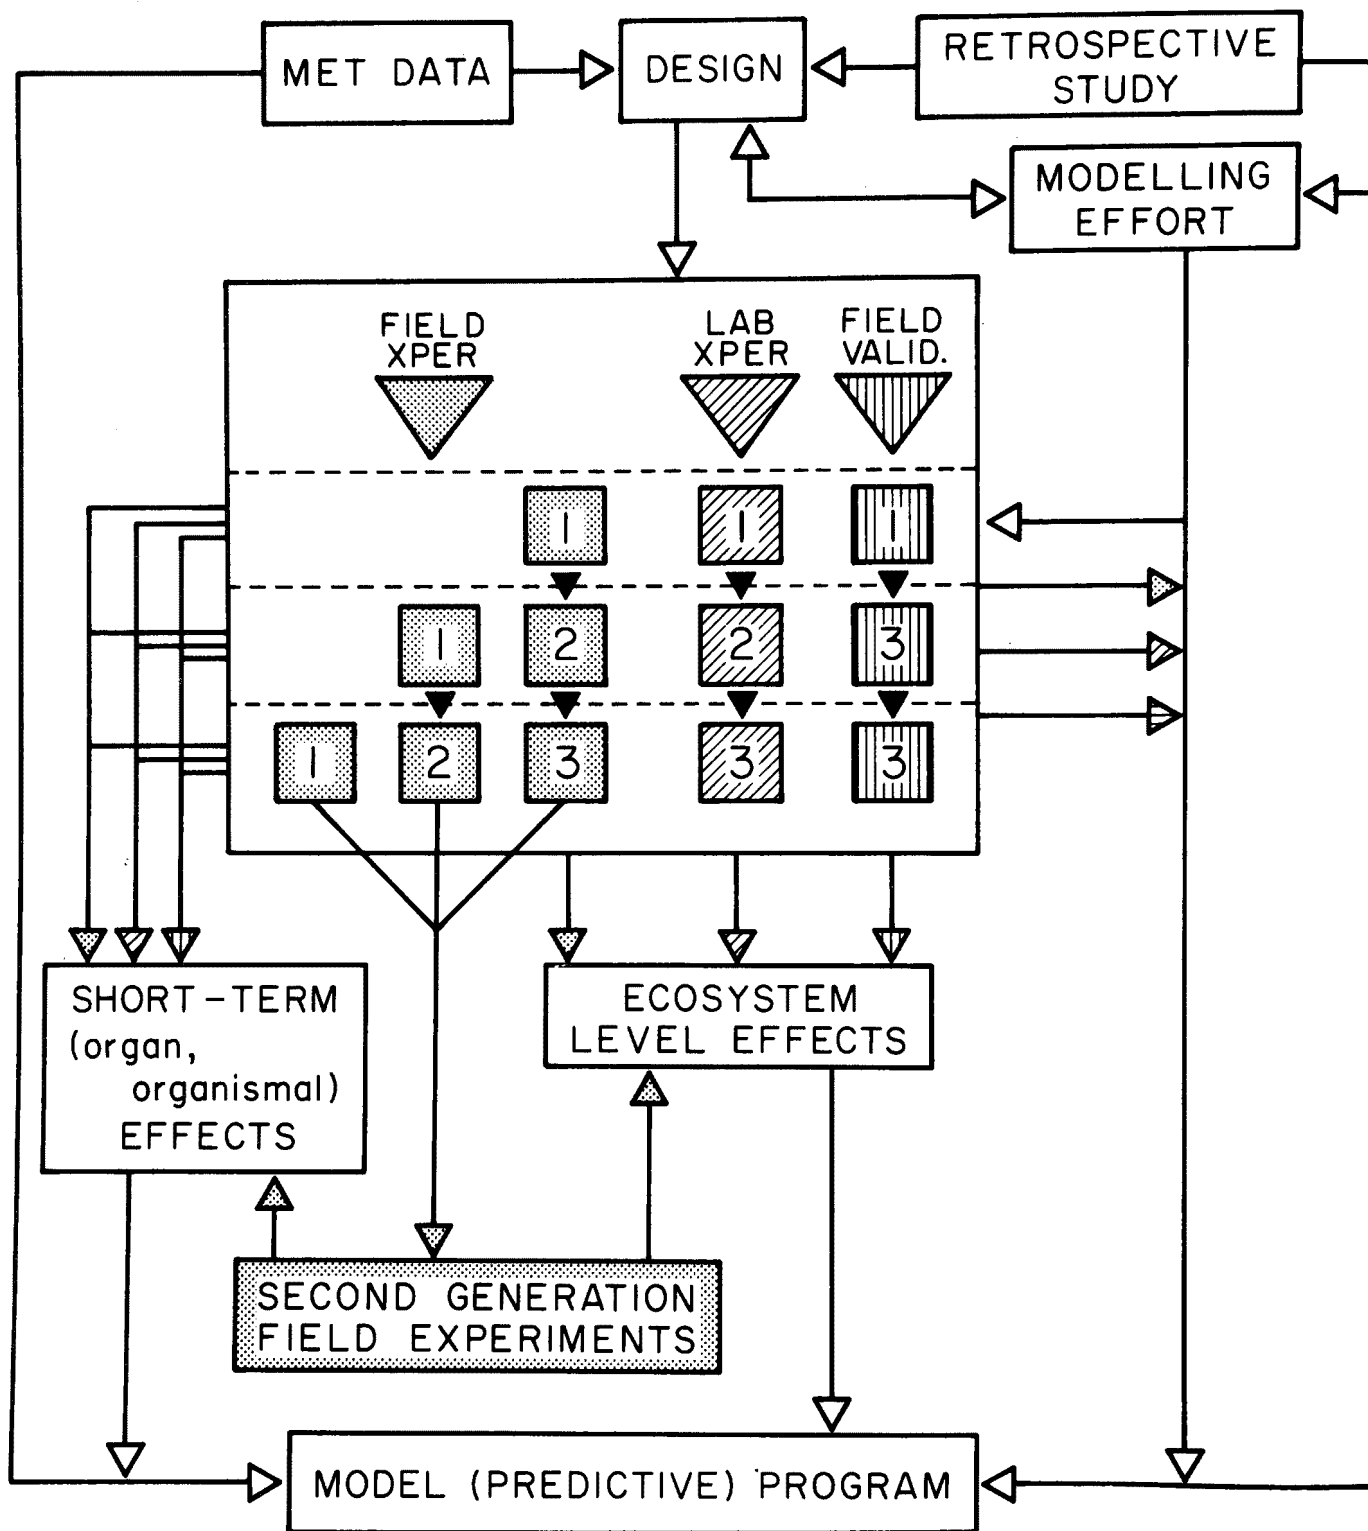 MET DATA
DESIGN
RETROSPECTIVE
STUDY
MODELLING
EFFORT
FIELD
XPER
LAB
XPER
FIELD
VALID.
1 1 1
1 2 2 3
1 2 3 3 3
SHORT-TERM
(organ,
organismal)
EFFECTS
ECOSYSTEM
LEVEL EFFECTS
SECOND GENERATION
FIELD EXPERIMENTS
MODEL (PREDICTIVE) PROGRAM